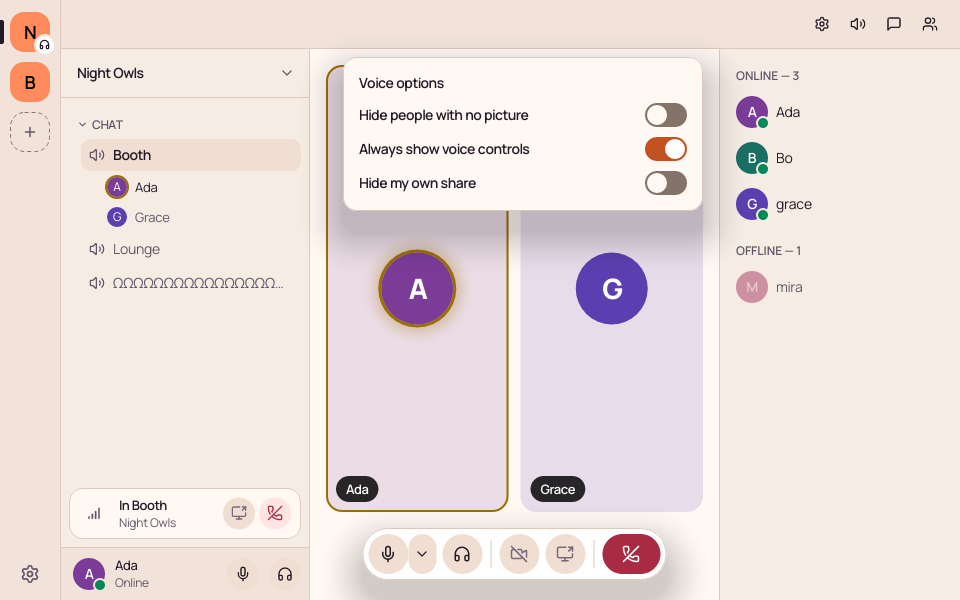 N
B
Night Owls
CHAT
Booth
A Ada
G Grace
Lounge
ΩΩΩΩΩΩΩΩΩΩΩΩΩΩΩ...
In Booth
Night Owls
A
Ada
Online
Voice options
Hide people with no picture
Always show voice controls
Hide my own share
A
G
Ada
Grace
ONLINE — 3
A Ada
B Bo
G grace
OFFLINE — 1
M mira